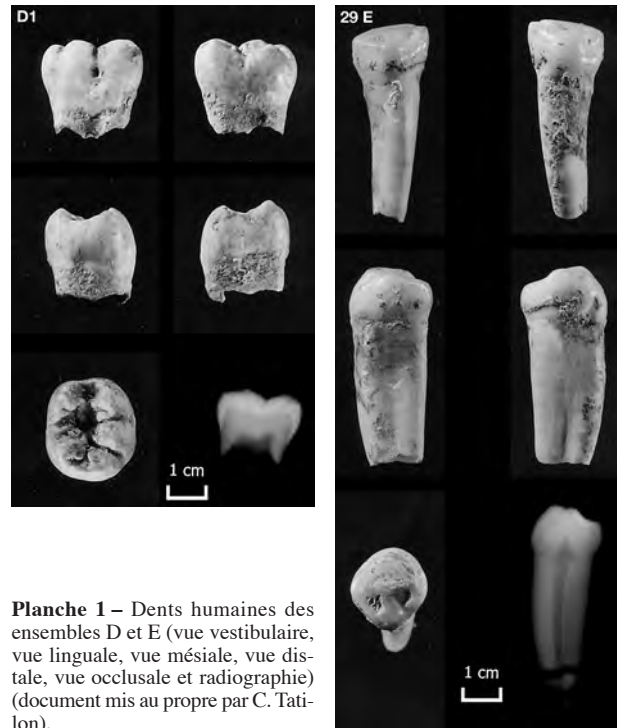 D1
1 cm
29 E
1 cm
Planche 1 – Dents humaines des
ensembles D et E (vue vestibulaire,
vue linguale, vue mésiale, vue dis-
tale, vue occlusale et radiographie)
(document mis au propre par C. Tati-
lon).